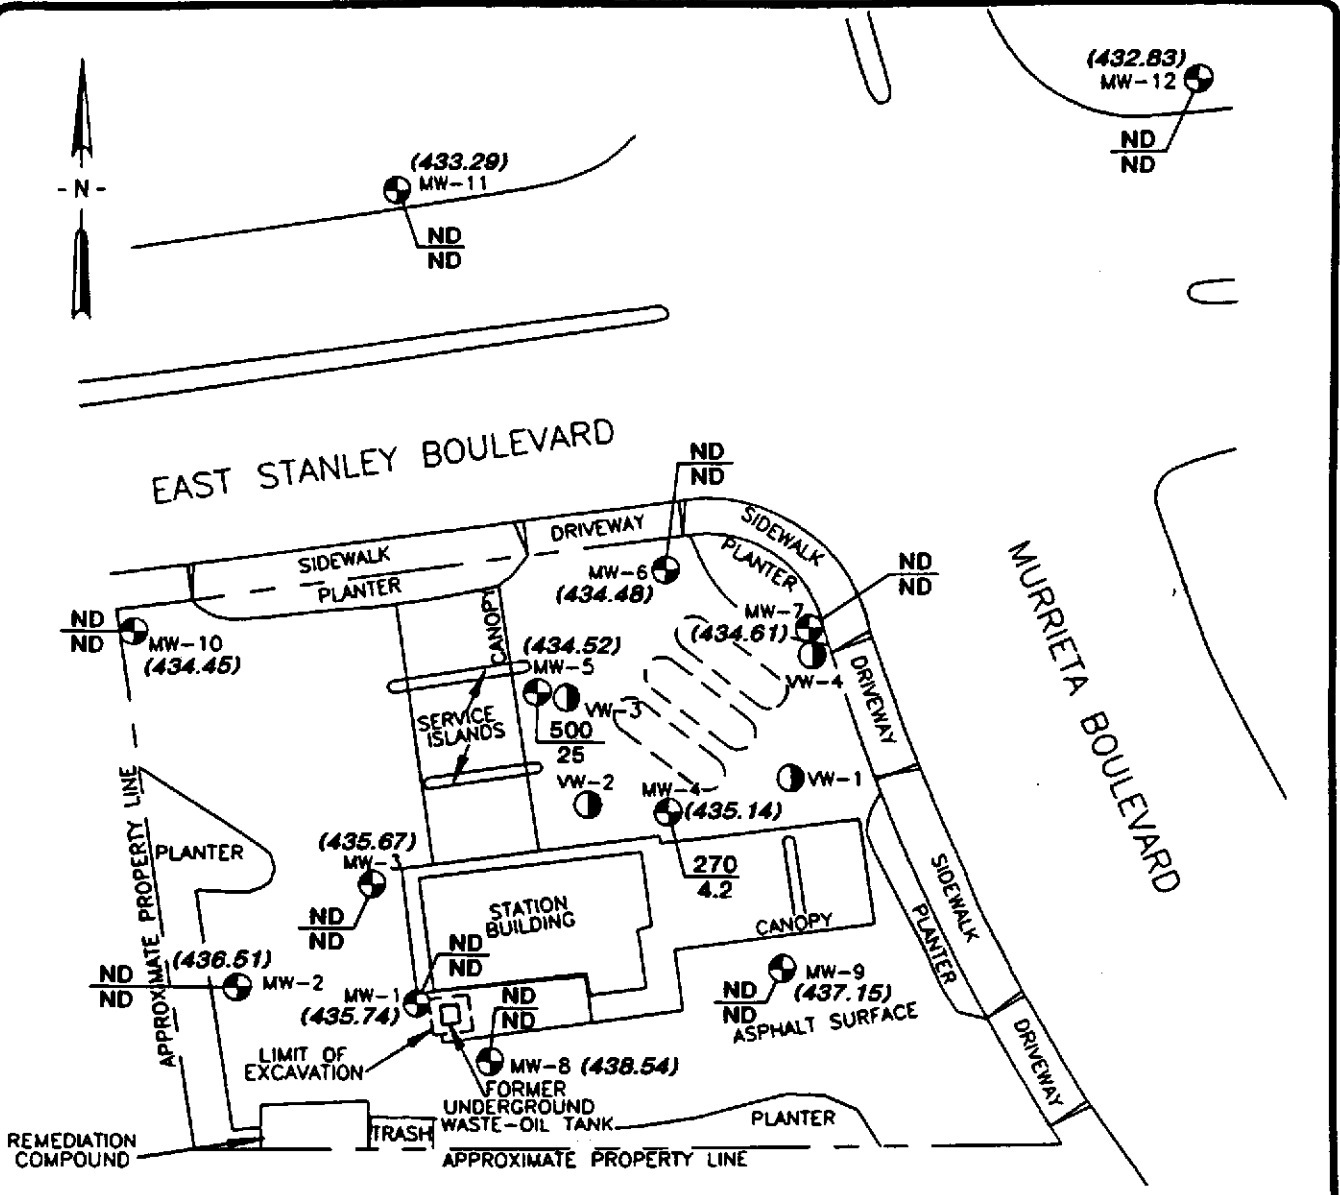 (432.83)
MW-12
ND
ND
(433.29)
MW-11
ND
ND
- N -
EAST STANLEY BOULEVARD
ND
ND
DRIVEWAY
SIDEWALK
SIDEWALK
PLANTER
PLANTER
MW-6
(434.48)
ND
ND
MW-7
(434.61)
VW-4
DRIVEWAY
MURRIETA BOULEVARD
ND
ND
MW-10
(434.45)
CANOPY
(434.52)
MW-5
VW-3
500
25
SERVICE
ISLANDS
VW-2
MW-4
(435.14)
VW-1
270
4.2
APPROXIMATE PROPERTY LINE
PLANTER
(435.67)
MW-3
ND
ND
STATION
BUILDING
CANOPY
SIDEWALK
PLANTER
ND
ND
(436.51)
MW-2
ND
ND
MW-1
(435.74)
ND
ND
MW-9
(437.15)
ND
ND
ASPHALT SURFACE
DRIVEWAY
APPROXIMATE PROPERTY LINE
LIMIT OF
EXCAVATION
MW-8 (438.54)
FORMER
UNDERGROUND
WASTE-OIL TANK
PLANTER
TRASH
REMEDIATION
COMPOUND
APPROXIMATE PROPERTY LINE